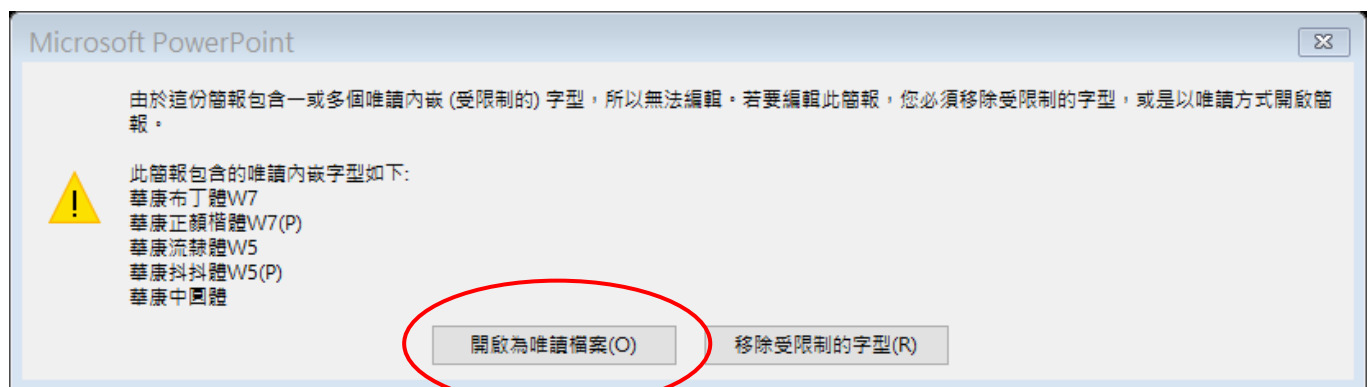 Microsoft PowerPoint
由於這份簡報包含一或多個唯讀內嵌 (受限制的) 字型，所以無法編輯。若要編輯此簡報，您必須移除受限制的字型，或是以唯讀方式開啟簡
報。
此簡報包含的唯讀內嵌字型如下:
華康布丁體W7
華康正顏楷體W7(P)
華康流隸體W5
華康抖抖體W5(P)
華康中圓體
開啟為唯讀檔案(O) 移除受限制的字型(R)